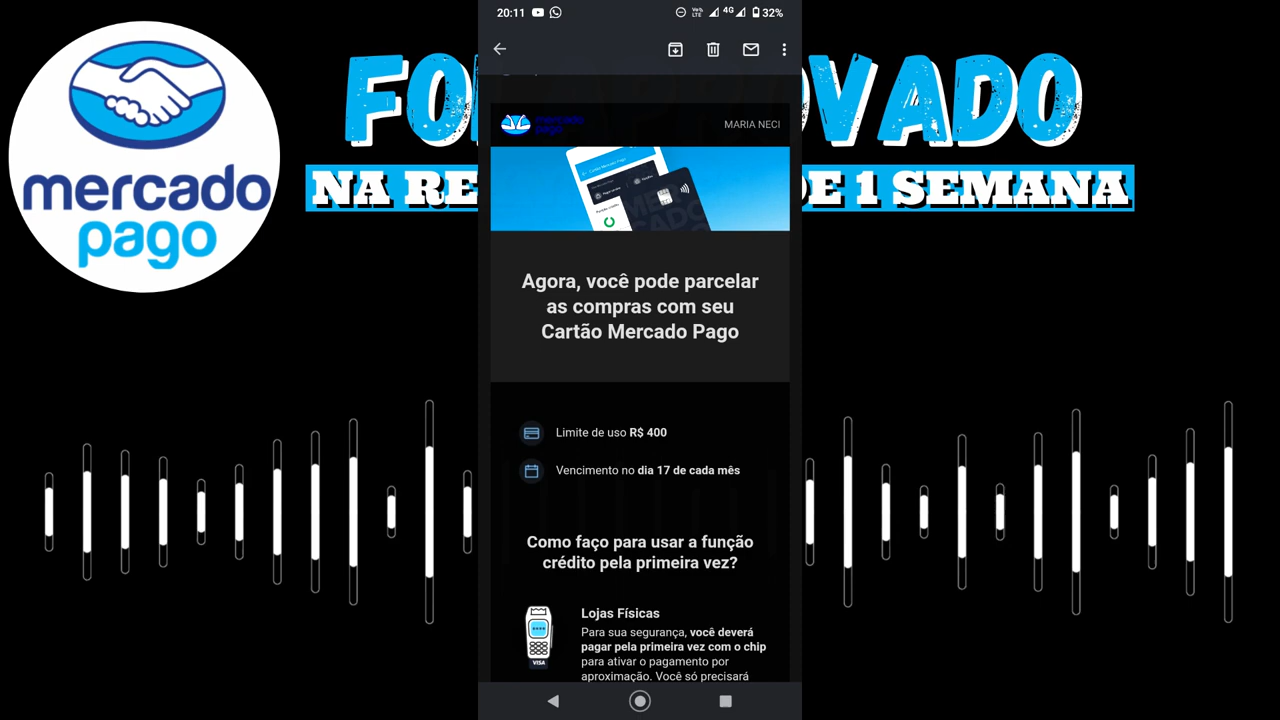 20:11
Vo)) LTE
4G
32%
mercado
pago
MARIA NECI
Agora, você pode parcelar
as compras com seu
Cartão Mercado Pago
Limite de uso R$ 400
Vencimento no dia 17 de cada mês
Como faço para usar a função
crédito pela primeira vez?
Lojas Físicas
Para sua segurança, você deverá
pagar pela primeira vez com o chip
para ativar o pagamento por
aproximação. Você só precisará
VISA
mercado
pago
NA
DE 1 SEMANA